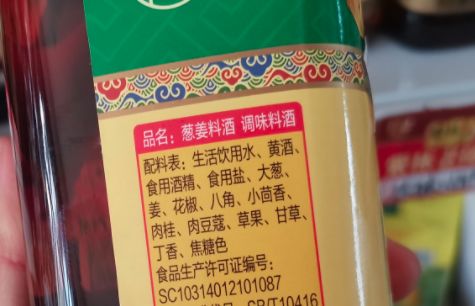 品名：葱姜料酒 调味料酒
配料表：生活饮用水、黄酒、
食用酒精、食用盐、大葱、
姜、花椒、八角、小茴香、
肉桂、肉豆蔻、草果、甘草、
丁香、焦糖色
食品生产许可证编号：
SC10314012101087
SB/T10416